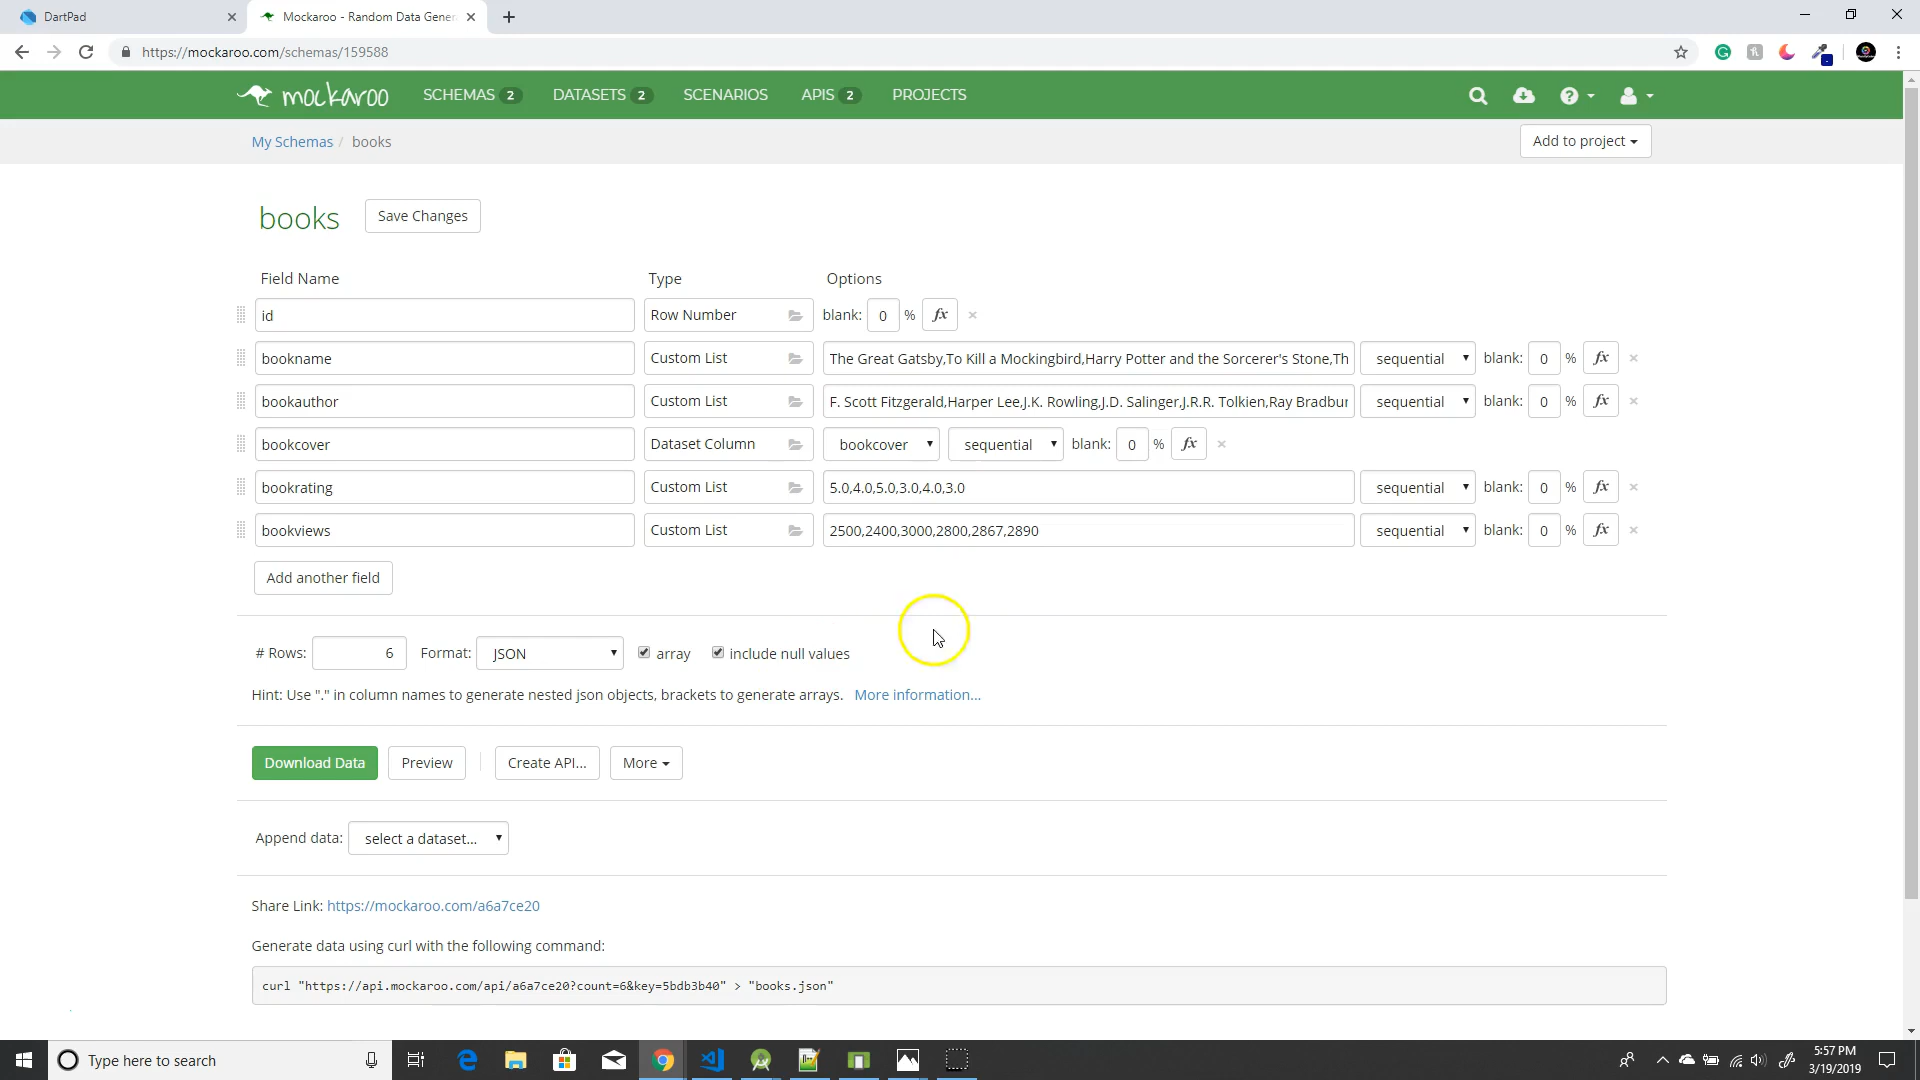 DartPad
Mockaroo - Random Data Gener
https://mockaroo.com/schemas/159588
mockaroo SCHEMAS 2 DATASETS 2 SCENARIOS APIS 2 PROJECTS
My Schemas / books Add to project
books Save Changes
Field Name Type Options
id Row Number blank: 0 % fx ×
bookname Custom List The Great Gatsby,To Kill a Mockingbird,Harry Potter and the Sorcerer's Stone,Th sequential blank: 0 % fx ×
bookauthor Custom List F. Scott Fitzgerald,Harper Lee,J.K. Rowling,J.D. Salinger,J.R.R. Tolkien,Ray Bradbur sequential blank: 0 % fx ×
bookcover Dataset Column bookcover sequential blank: 0 % fx ×
bookrating Custom List 5.0,4.0,5.0,3.0,4.0,3.0 sequential blank: 0 % fx ×
bookviews Custom List 2500,2400,3000,2800,2867,2890 sequential blank: 0 % fx ×
Add another field
# Rows: 6 Format: JSON array include null values
Hint: Use "." in column names to generate nested json objects, brackets to generate arrays. More information...
Download Data Preview Create API... More
Append data: select a dataset...
Share Link: https://mockaroo.com/a6a7ce20
Generate data using curl with the following command:
curl "https://api.mockaroo.com/api/a6a7ce20?count=6&key=5bdb3b40" > "books.json"
Type here to search
5:57 PM
3/19/2019